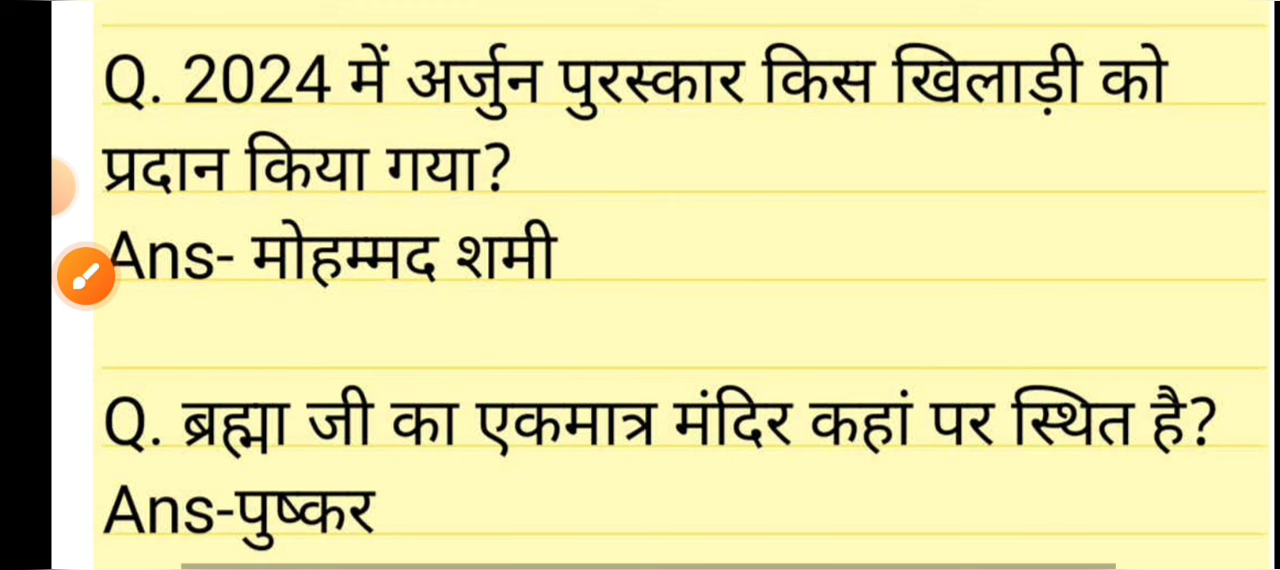 Q. 2024 में अर्जुन पुरस्कार किस खिलाड़ी को
प्रदान किया गया?
Ans- मोहम्मद शमी
Q. ब्रह्मा जी का एकमात्र मंदिर कहां पर स्थित है?
Ans-पुष्कर